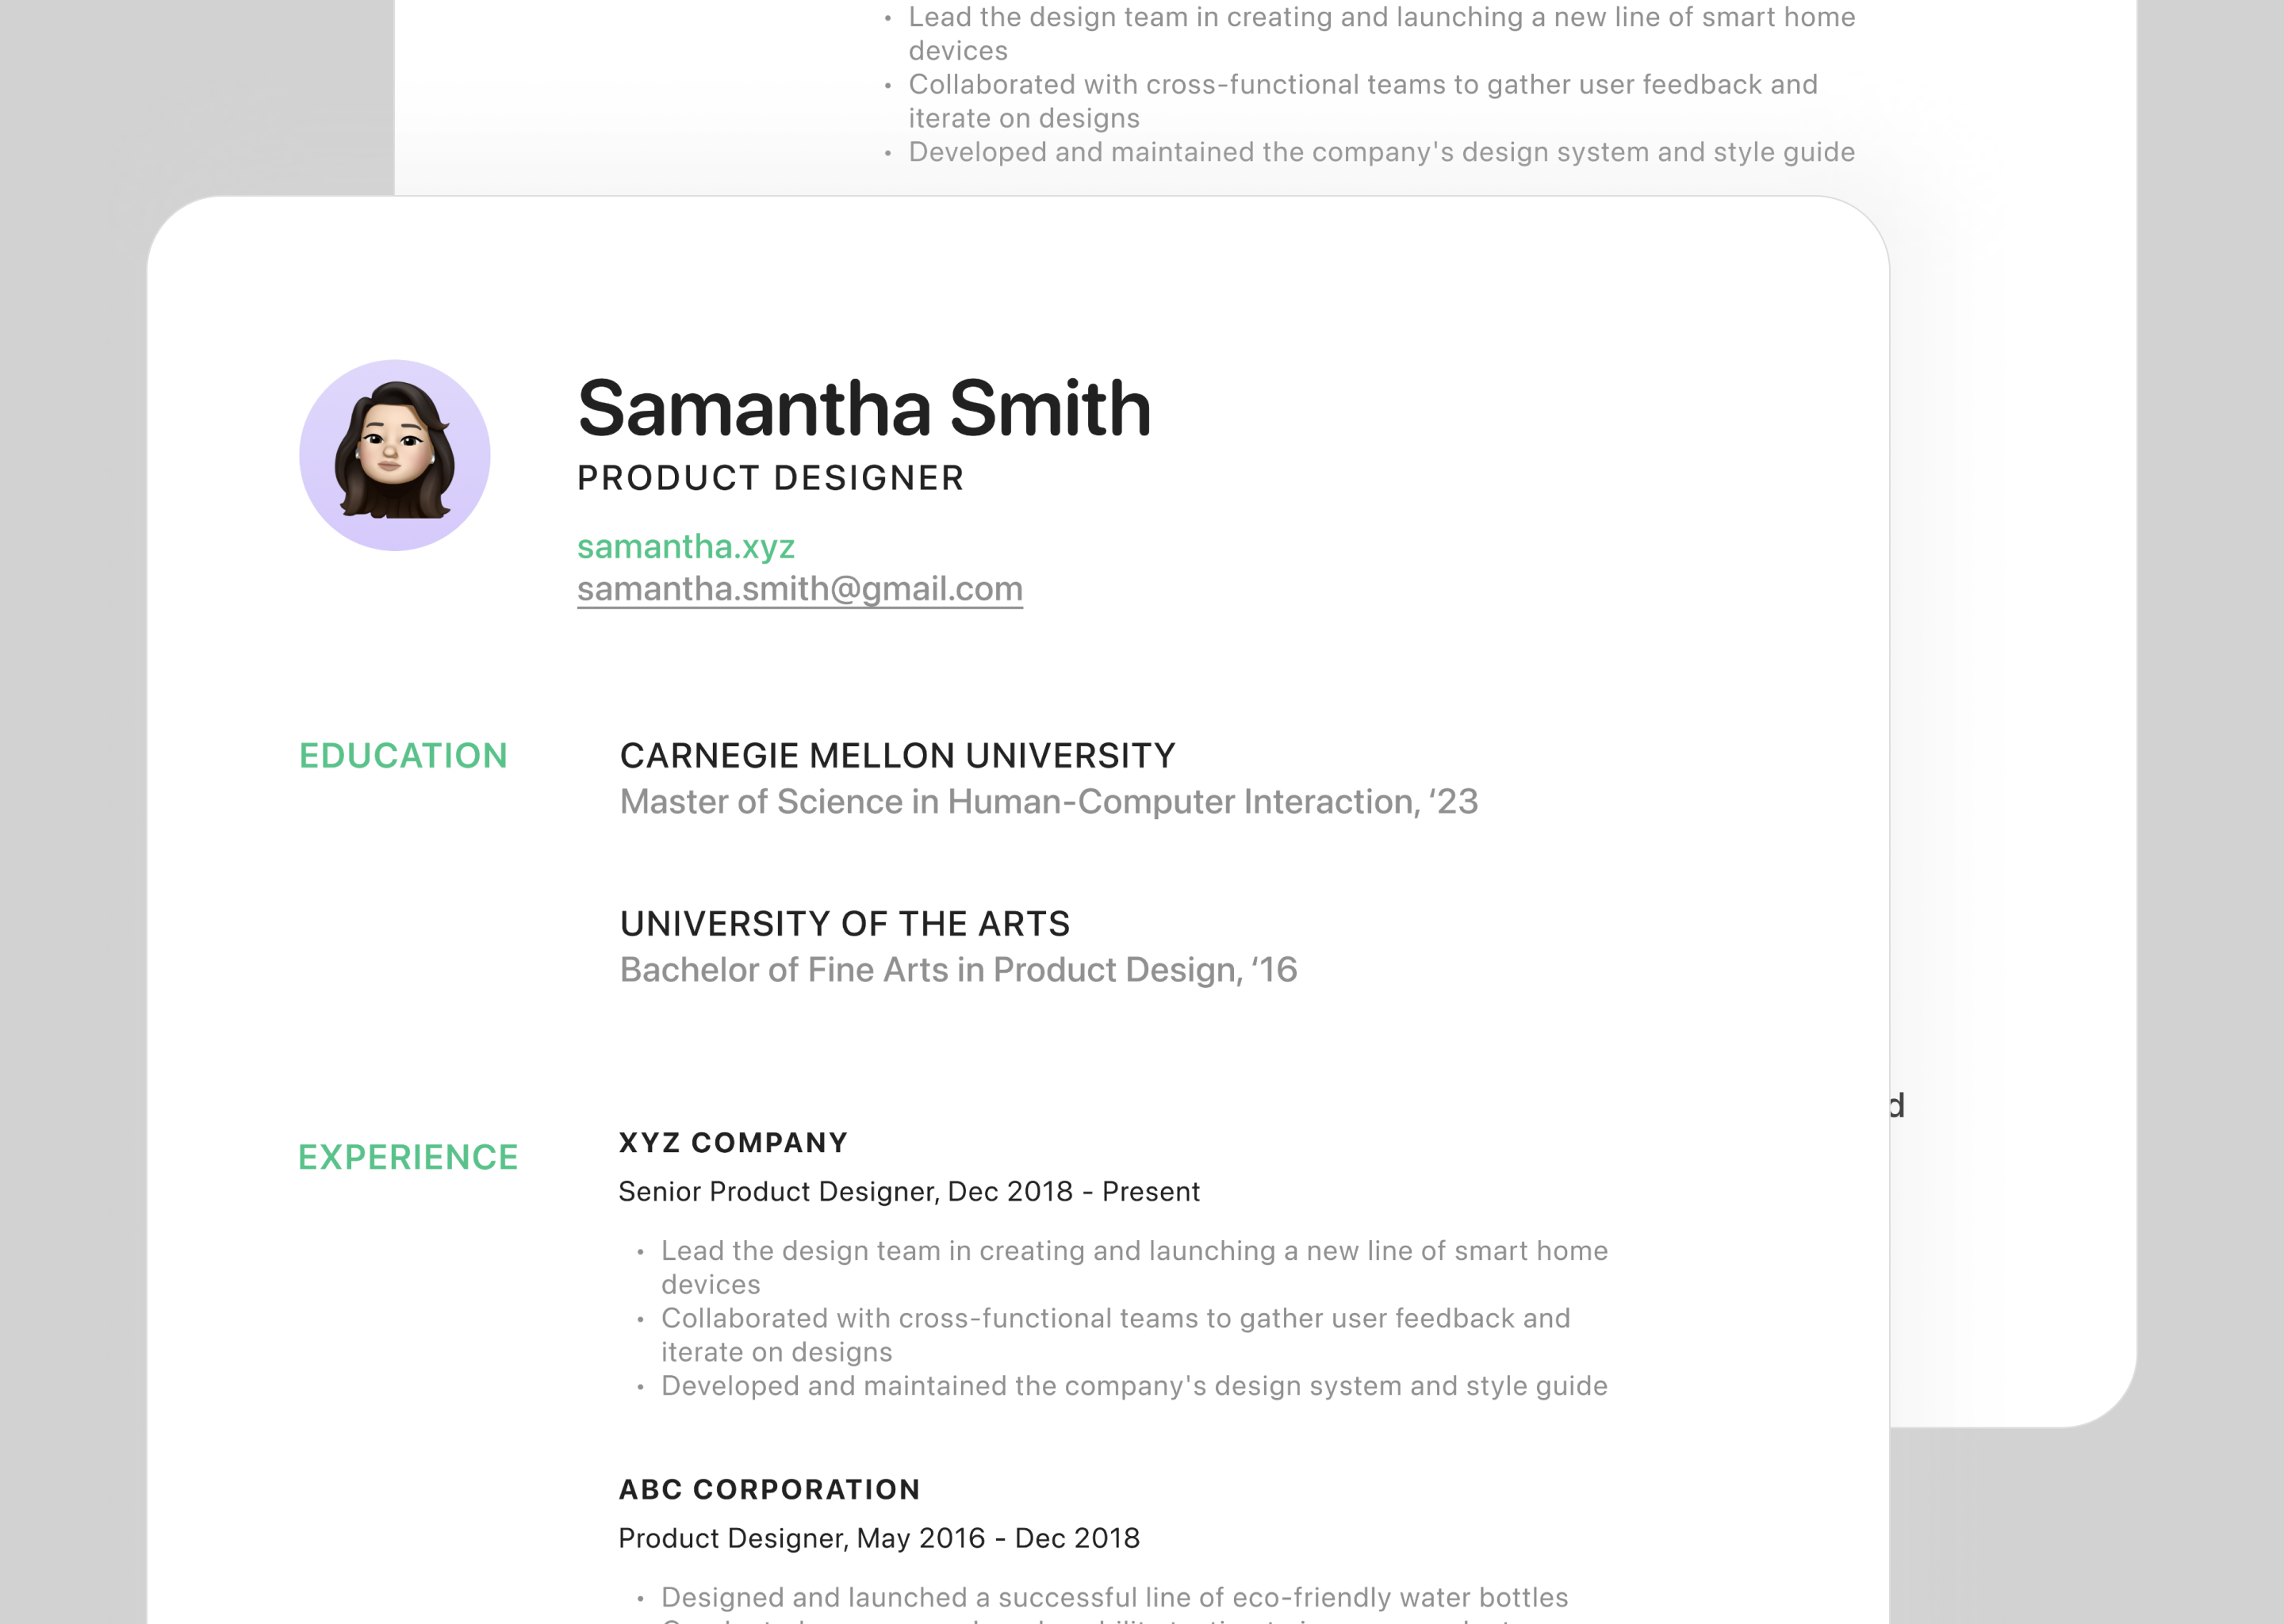 • Lead the design team in creating and launching a new line of smart home
devices
• Collaborated with cross-functional teams to gather user feedback and
iterate on designs
• Developed and maintained the company's design system and style guide
Samantha Smith
PRODUCT DESIGNER
samantha.xyz
samantha.smith@gmail.com
EDUCATION
CARNEGIE MELLON UNIVERSITY
Master of Science in Human-Computer Interaction, ‘23
UNIVERSITY OF THE ARTS
Bachelor of Fine Arts in Product Design, ‘16
EXPERIENCE
XYZ COMPANY
Senior Product Designer, Dec 2018 - Present
• Lead the design team in creating and launching a new line of smart home
devices
• Collaborated with cross-functional teams to gather user feedback and
iterate on designs
• Developed and maintained the company's design system and style guide
ABC CORPORATION
Product Designer, May 2016 - Dec 2018
• Designed and launched a successful line of eco-friendly water bottles